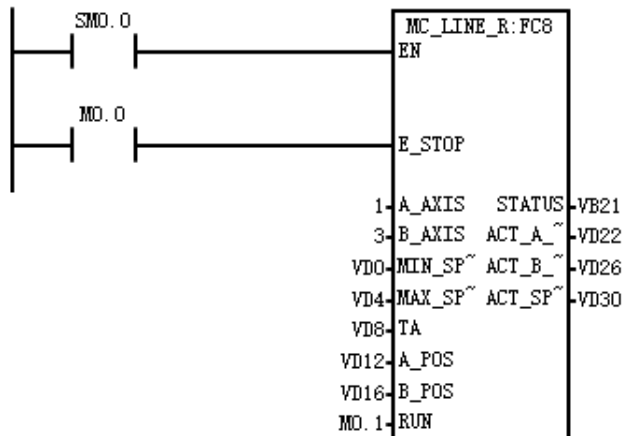 SM0.0
MC_LINE_R:FC8
EN
M0.0
E_STOP
1 A_AXIS STATUS VB21
3 B_AXIS ACT_A_~ VD22
VD0 MIN_SP~ ACT_B_~ VD26
VD4 MAX_SP~ ACT_SP~ VD30
VD8 TA
VD12 A_POS
VD16 B_POS
M0.1 RUN